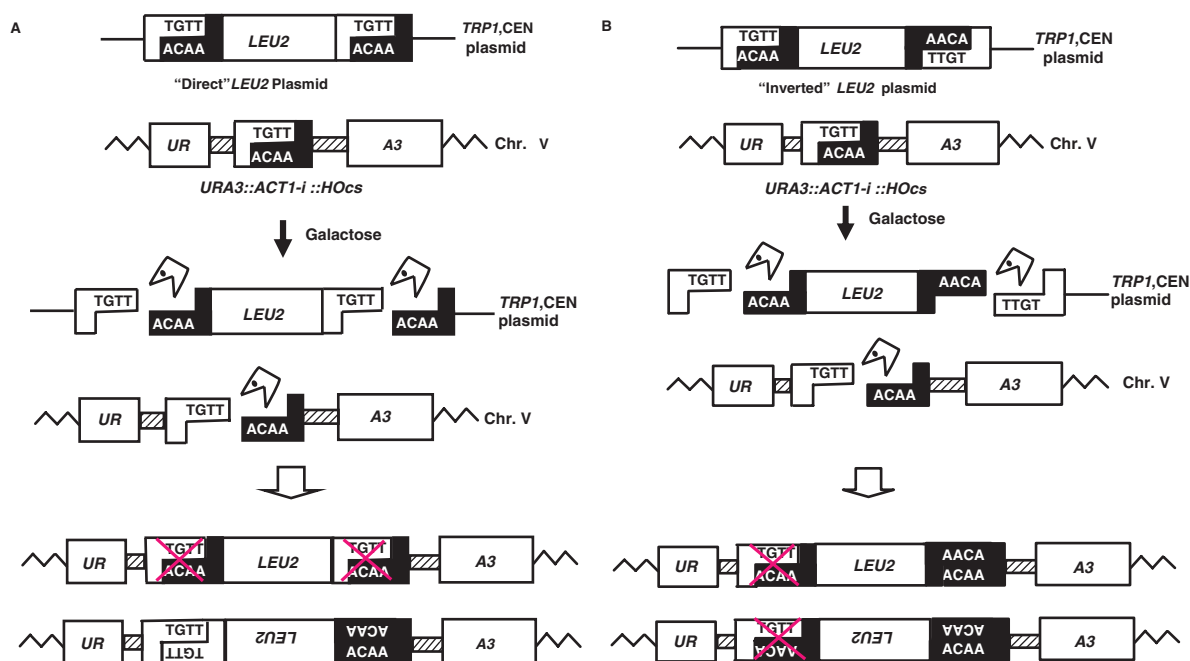 A
TGTT TGTT
ACAA LEU2 ACAA
TRP1,CEN
plasmid
“Direct”LEU2 Plasmid
UR TGTT
ACAA A3 Chr. V
URA3::ACT1-i ::HOcs
Galactose
TGTT ACAA LEU2 TGTT ACAA
TRP1,CEN
plasmid
UR TGTT ACAA A3 Chr. V
UR TGTT LEU2 TGTT A3
ACAA ACAA
UR TGTT LEU2 ACAA A3
TGTT ACAA
B
TGTT AACA
ACAA LEU2 TTGT
TRP1,CEN
plasmid
“Inverted” LEU2 plasmid
UR TGTT
ACAA A3 Chr. V
URA3::ACT1-i ::HOcs
Galactose
TGTT ACAA LEU2 AACA TTGT
TRP1,CEN
plasmid
UR TGTT ACAA A3 Chr. V
UR TGTT LEU2 AACA A3
ACAA ACAA
UR TGTT LEU2 ACAA A3
AACA ACAA